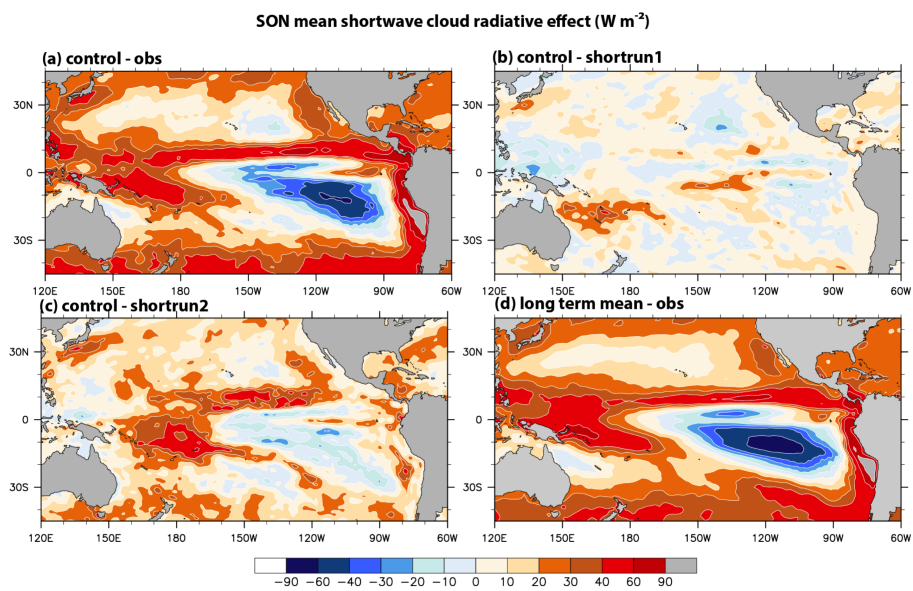 SON mean shortwave cloud radiative effect (W m⁻²)
(a) control - obs
(b) control - shortrun1
30N
0
30S
120E 150E 180 150W 120W 90W 60W
30N
0
30S
120E 150E 180 150W 120W 90W 60W
(c) control - shortrun2
(d) long term mean - obs
30N
0
30S
120E 150E 180 150W 120W 90W 60W
30N
0
30S
120E 150E 180 150W 120W 90W 60W
−90 −60 −40 −30 −20 −10 0 10 20 30 40 60 90